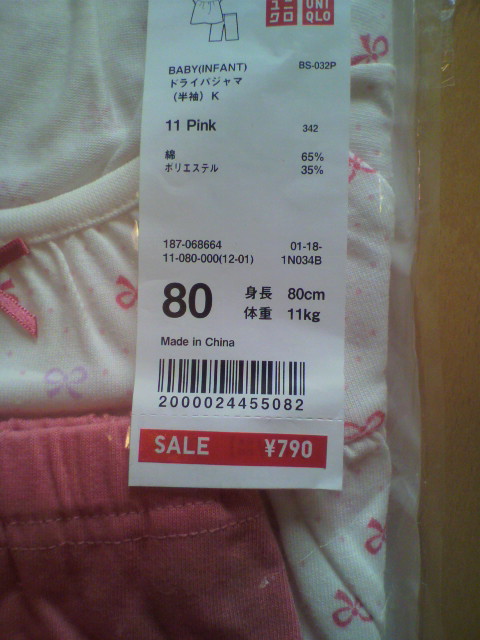 ユニ UNI
クロ QLO
BABY(INFANT) BS-032P
ドライパジャマ
(半袖) K
11 Pink 342
綿 65%
ポリエステル 35%
187-068664 01-18-
11-080-000(12-01) 1N034B
80 身長 80cm
体重 11kg
Made in China
2000024455082
SALE ¥790